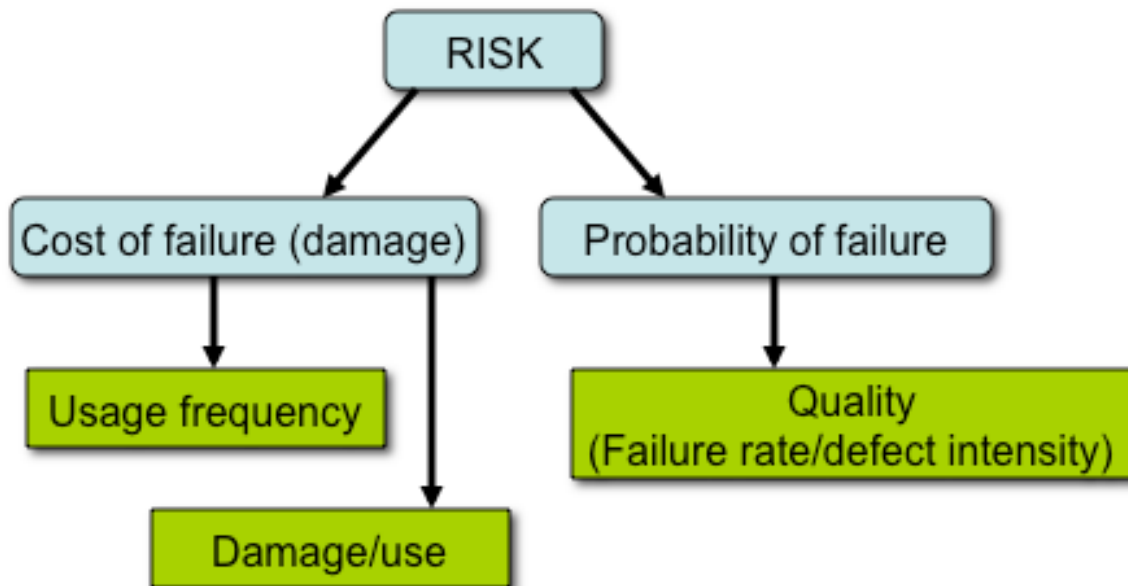 RISK
Cost of failure (damage)
Probability of failure
Usage frequency
Quality
(Failure rate/defect intensity)
Damage/use